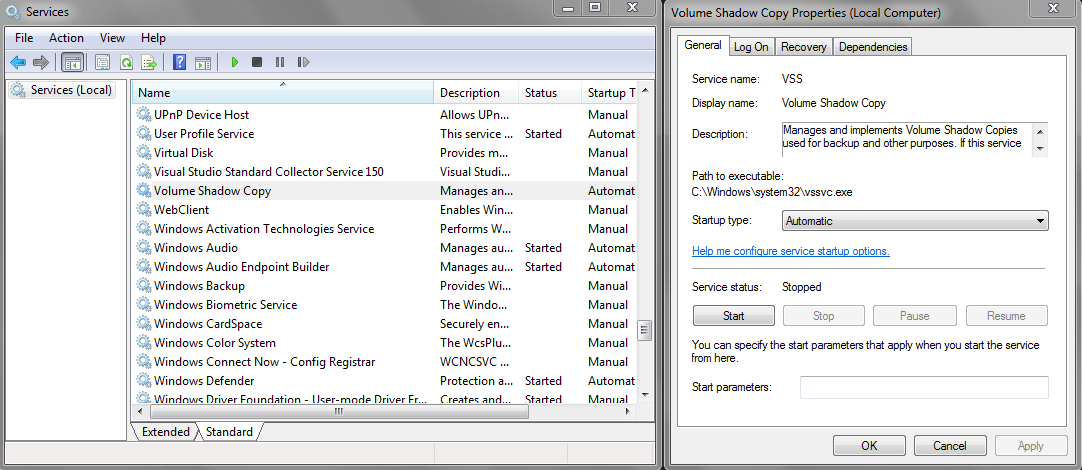 Services
File Action View Help
Services (Local)
Name Description Status Startup T
UPnP Device Host Allows UPn... Manual
User Profile Service This service ... Started Automat
Virtual Disk Provides m... Manual
Visual Studio Standard Collector Service 150 Visual Studi... Manual
Volume Shadow Copy Manages an... Automat
WebClient Enables Win... Manual
Windows Activation Technologies Service Performs W... Manual
Windows Audio Manages au... Started Automat
Windows Audio Endpoint Builder Manages au... Started Automat
Windows Backup Provides Wi... Manual
Windows Biometric Service The Windo... Manual
Windows CardSpace Securely en... Manual
Windows Color System The WcsPlu... Manual
Windows Connect Now - Config Registrar WCNCSVC ... Manual
Windows Defender Protection a... Started Automat
Windows Driver Foundation - User-mode Driver Fr... Creates and... Started Automat
Extended Standard
Volume Shadow Copy Properties (Local Computer)
General Log On Recovery Dependencies
Service name: VSS
Display name: Volume Shadow Copy
Description: Manages and implements Volume Shadow Copies
used for backup and other purposes. If this service
Path to executable:
C:\Windows\system32\vssvc.exe
Startup type: Automatic
Help me configure service startup options.
Service status: Stopped
Start Stop Pause Resume
You can specify the start parameters that apply when you start the service
from here.
Start parameters:
OK Cancel Apply